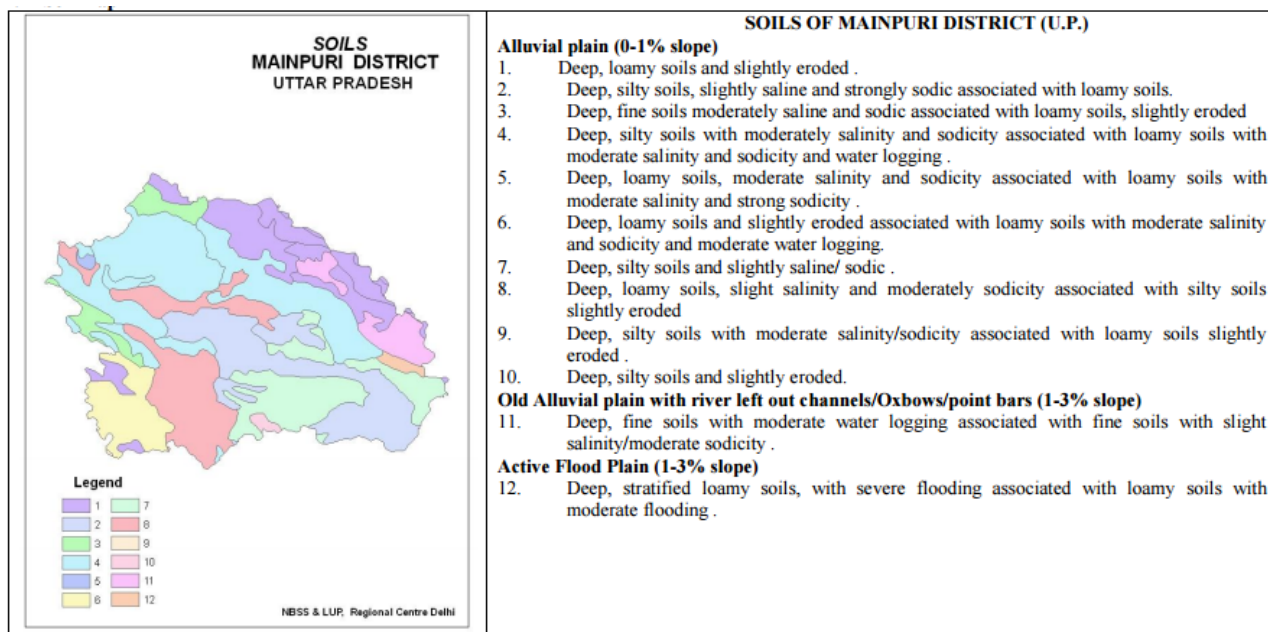 SOILS
MAINPURI DISTRICT
UTTAR PRADESH
Legend
1 7
2 8
3 9
4 10
5 11
6 12
NBSS & LUP, Regional Centre Delhi
SOILS OF MAINPURI DISTRICT (U.P.)
Alluvial plain (0-1% slope)
1. Deep, loamy soils and slightly eroded .
2. Deep, silty soils, slightly saline and strongly sodic associated with loamy soils.
3. Deep, fine soils moderately saline and sodic associated with loamy soils, slightly eroded
4. Deep, silty soils with moderately salinity and sodicity associated with loamy soils with
moderate salinity and sodicity and water logging .
5. Deep, loamy soils, moderate salinity and sodicity associated with loamy soils with
moderate salinity and strong sodicity .
6. Deep, loamy soils and slightly eroded associated with loamy soils with moderate salinity
and sodicity and moderate water logging.
7. Deep, silty soils and slightly saline/ sodic .
8. Deep, loamy soils, slight salinity and moderately sodicity associated with silty soils
slightly eroded
9. Deep, silty soils with moderate salinity/sodicity associated with loamy soils slightly
eroded .
10. Deep, silty soils and slightly eroded.
Old Alluvial plain with river left out channels/Oxbows/point bars (1-3% slope)
11. Deep, fine soils with moderate water logging associated with fine soils with slight
salinity/moderate sodicity .
Active Flood Plain (1-3% slope)
12. Deep, stratified loamy soils, with severe flooding associated with loamy soils with
moderate flooding .